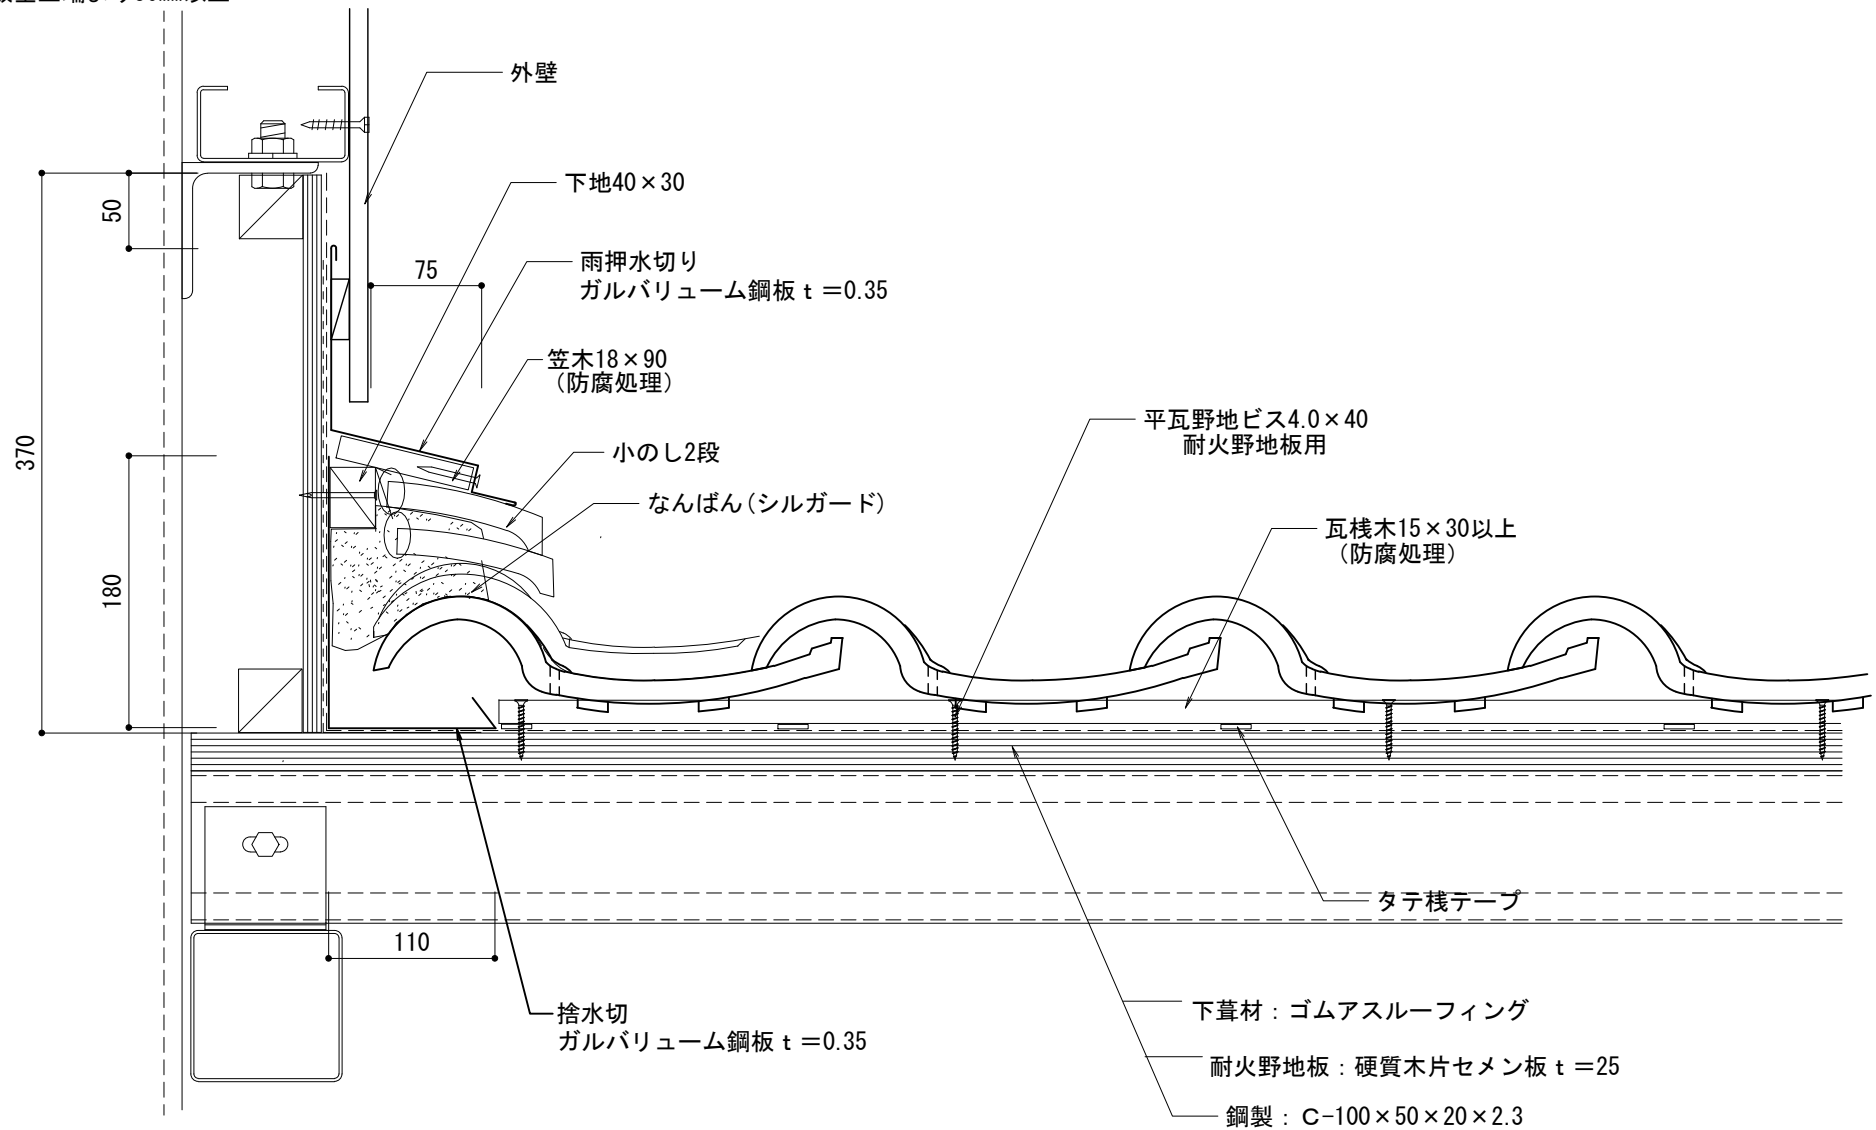 外壁
下地40×30
50
75
雨押水切り
ガルバリューム鋼板ｔ＝0.35
笠木18×90
（防腐処理）
平瓦野地ビス4.0×40
耐火野地板用
370
小のし2段
なんばん(シルガード)
瓦桟木15×30以上
（防腐処理）
180
タテ桟テープ
110
捨水切
ガルバリューム鋼板ｔ＝0.35
下葺材：ゴムアスルーフィング
耐火野地板：硬質木片セメン板ｔ＝25
鋼製：C-100×50×20×2.3